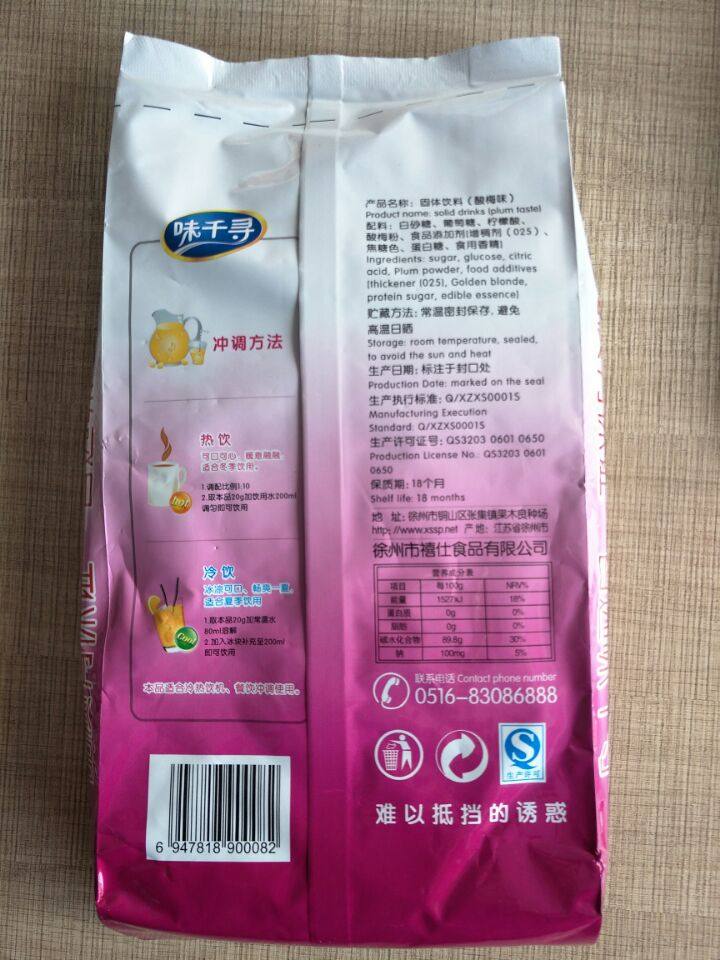 味千寻
冲调方法
热饮
可口可心、暖意融融,
适合冬季饮用。
1.调配比例1:10
2.取本品20g加饮用水200ml
调匀即可饮用
hot
冷饮
冰凉可口、畅爽一夏,
适合夏季饮用
1.取本品20g加常温水
80ml溶解
2.加入冰块补充至200ml
即可饮用
Cool
本品适合冷热饮机、餐饮冲调使用。
6 947818 900082
产品名称：固体饮料（酸梅味）
Product name: solid drinks (plum taste)
配料：白砂糖、葡萄糖、柠檬酸、
酸梅粉、食品添加剂(增稠剂（025）、
焦糖色、蛋白糖、食用香精)
Ingredients: sugar, glucose, citric
acid, Plum powder, food additives
(thickener (025), Golden blonde,
protein sugar, edible essence)
贮藏方法：常温密封保存, 避免
高温日晒
Storage: room temperature, sealed,
to avoid the sun and heat
生产日期：标注于封口处
Production Date: marked on the seal
生产执行标准：Q/XZXS0001S
Manufacturing Execution
Standard: Q/XZXS0001S
生产许可证号：QS3203 0601 0650
Production License No.: QS3203 0601
0650
保质期：18个月
Shelf life: 18 months
地 址：徐州市铜山区张集镇果木良种场
http://www.xssp.net 产 地：江苏省徐州市
徐州市禧仕食品有限公司
营养成分表
项目 每100g NRV%
能量 1527kJ 18%
蛋白质 0g 0%
脂肪 0g 0%
碳水化合物 89.8g 30%
钠 100mg 5%
联系电话 Contact phone number
0516-83086888
QS
生产许可
难以抵挡的诱惑